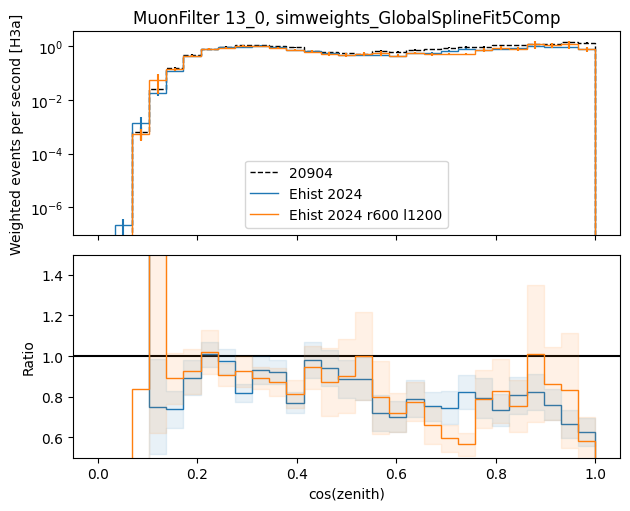 MuonFilter 13_0, simweights_GlobalSplineFit5Comp
Weighted events per second [H3a]
10⁰
10⁻²
10⁻⁴
10⁻⁶
20904
Ehist 2024
Ehist 2024 r600 l1200
Ratio
1.4
1.2
1.0
0.8
0.6
0.0 0.2 0.4 0.6 0.8 1.0
cos(zenith)